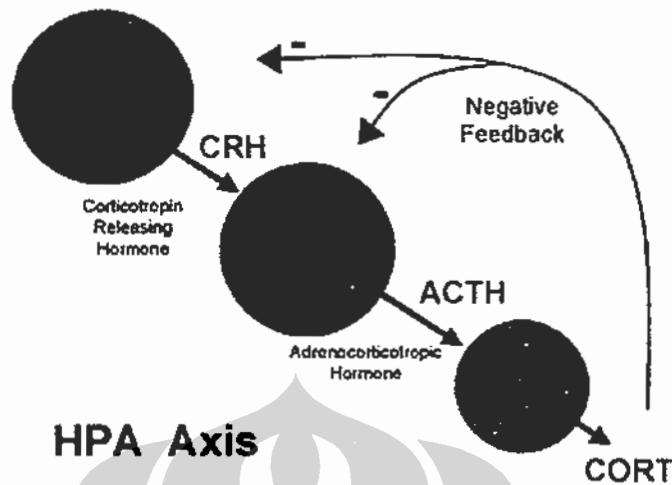 -
-
Negative
Feedback
CRH
Corticotropin
Releasing
Hormone
ACTH
Adrenocorticotropic
Hormone
HPA Axis
CORT